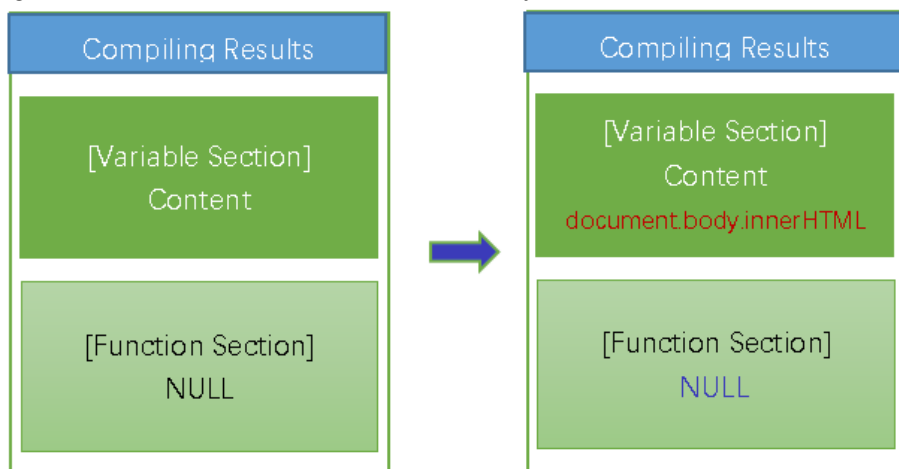 Compiling Results
[Variable Section]
Content
[Function Section]
NULL
Compiling Results
[Variable Section]
Content
document.body.innerHTML
[Function Section]
NULL